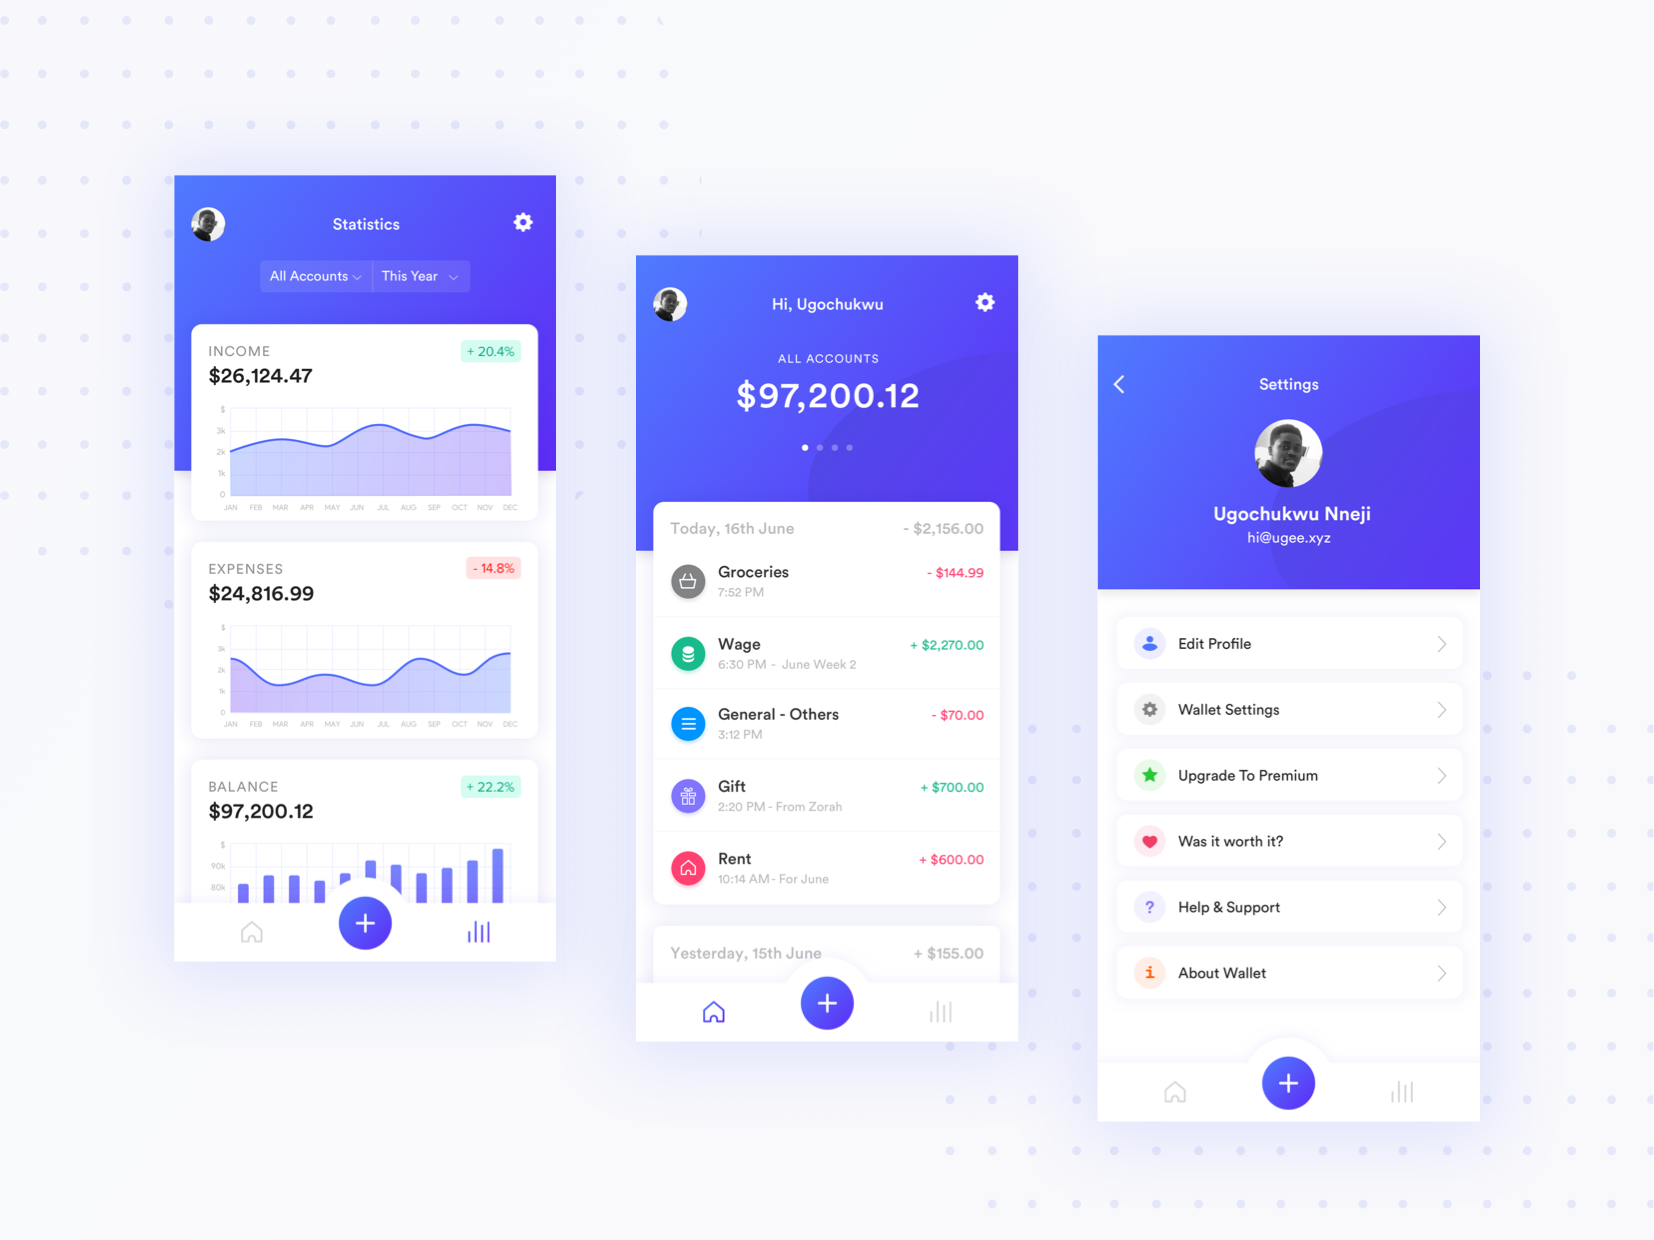 Statistics
All Accounts This Year
INCOME + 20.4%
$26,124.47
$
3k
2k
1k
0
JAN FEB MAR APR MAY JUN JUL AUG SEP OCT NOV DEC
EXPENSES - 14.8%
$24,816.99
$
3k
2k
1k
0
JAN FEB MAR APR MAY JUN JUL AUG SEP OCT NOV DEC
BALANCE + 22.2%
$97,200.12
$
90k
80k
Hi, Ugochukwu
ALL ACCOUNTS
$97,200.12
Today, 16th June - $2,156.00
Groceries - $144.99
7:52 PM
Wage + $2,270.00
6:30 PM - June Week 2
General - Others - $70.00
3:12 PM
Gift + $700.00
2:20 PM - From Zorah
Rent + $600.00
10:14 AM - For June
Yesterday, 15th June + $155.00
Settings
Ugochukwu Nneji
hi@ugee.xyz
Edit Profile
Wallet Settings
Upgrade To Premium
Was it worth it?
? Help & Support
i About Wallet